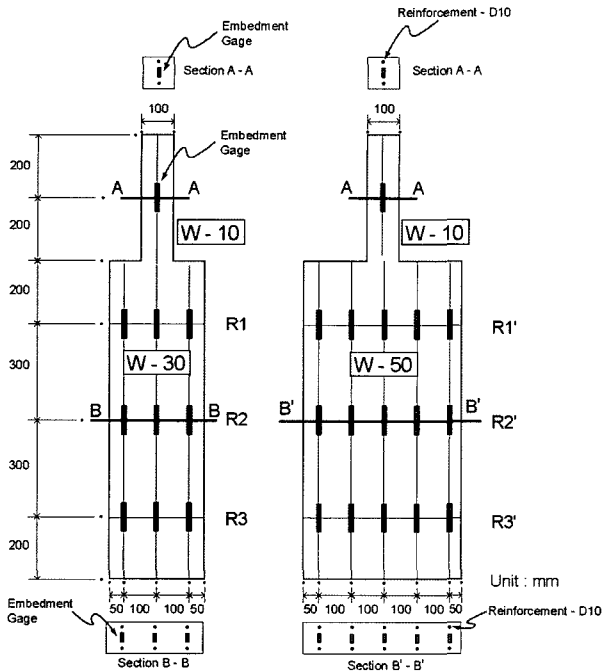 Embedment
Gage
Reinforcement - D10
Section A - A
Section A - A
100
100
Embedment
Gage
200
A
A
A
A
200
W - 10
W - 10
200
R1
R1'
300
W - 30
W - 50
B
B
B'
B'
R2
R2'
300
R3
R3'
200
Unit : mm
50
100
100
50
50
100
100
100
100
50
Embedment
Gage
Reinforcement - D10
Section B - B
Section B' - B'